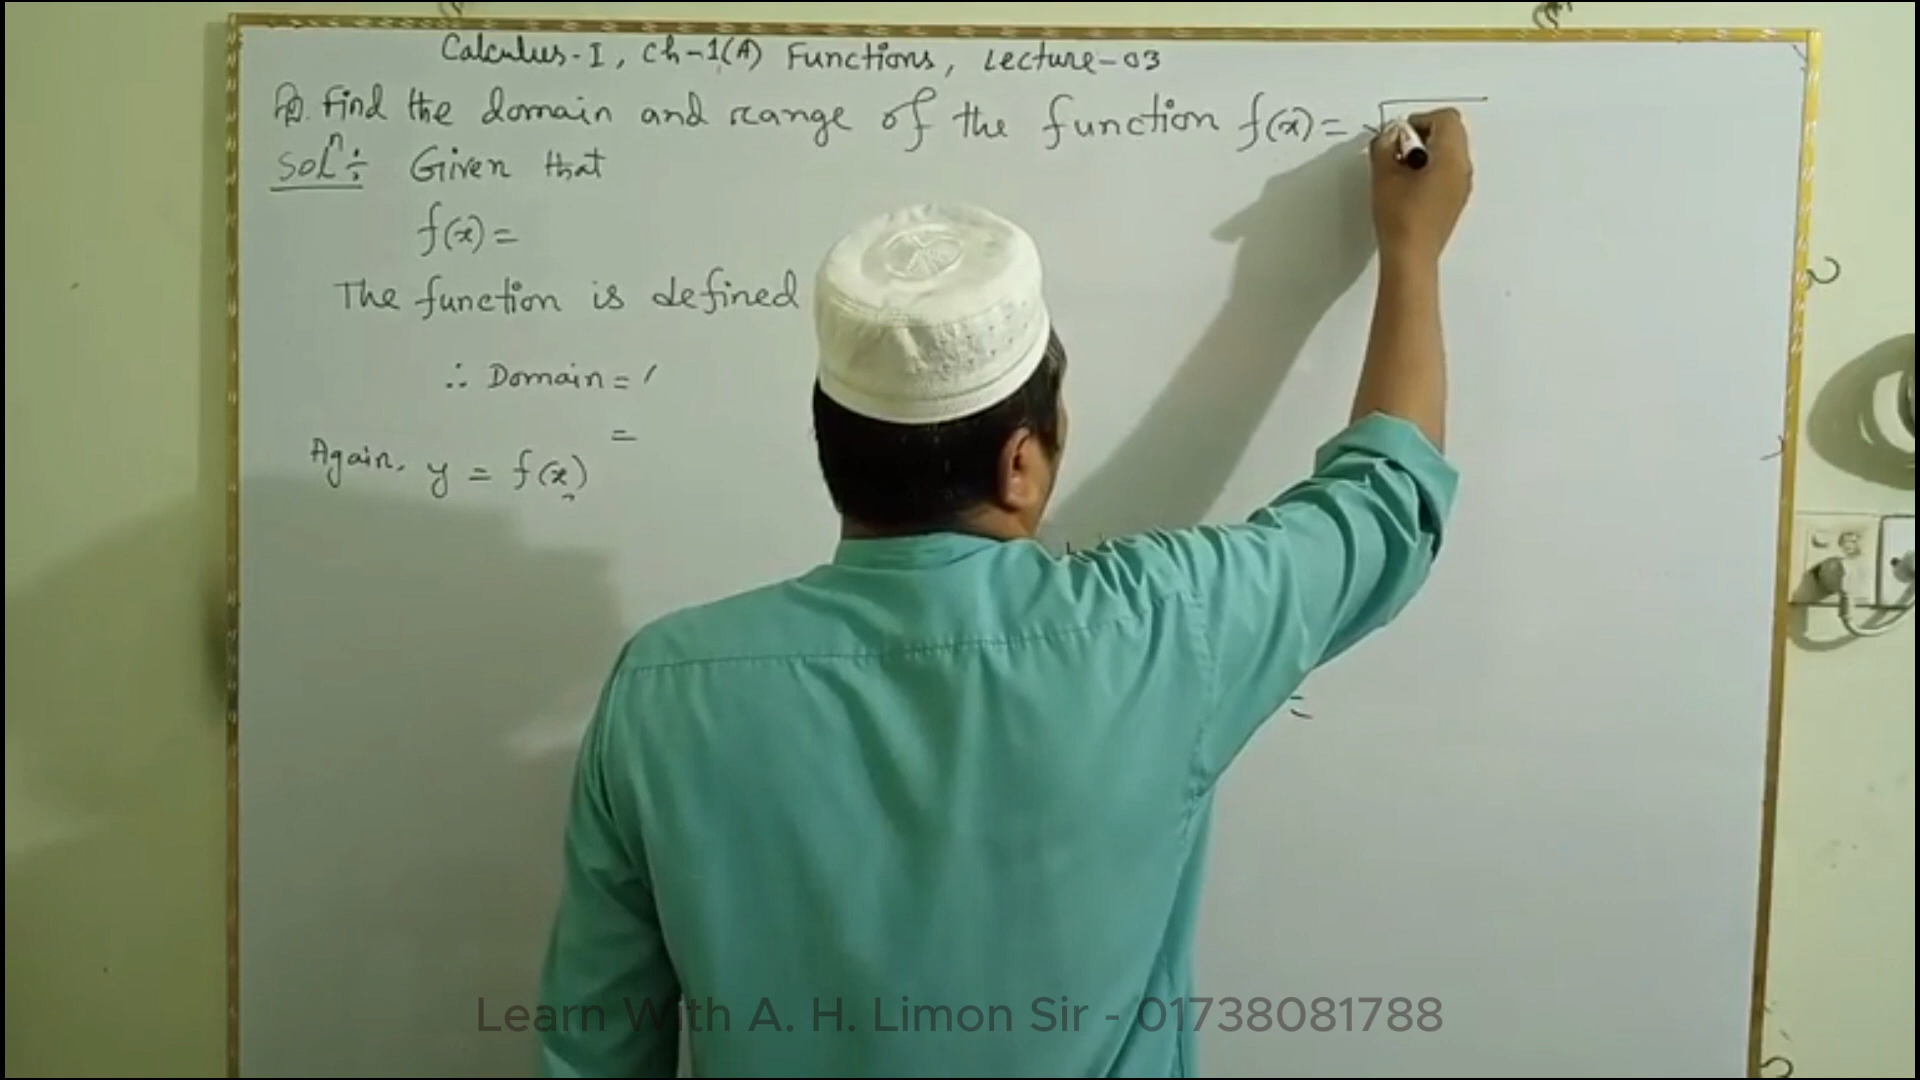 Calculus-I, Ch-1(A) Functions, Lecture-03
Find the domain and range of the function f(x) = √
Solⁿ: Given that
f(x) =
The function is defined
∴ Domain = (
=
Again, y = f(x)
=
Learn With A. H. Limon Sir - 01738081788